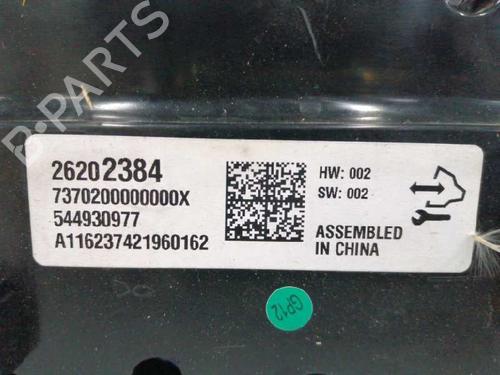 B-PARTS
26202384
7370200000000X
544930977
A116237421960162
HW: 002
SW: 002
ASSEMBLED
IN CHINA
GP12